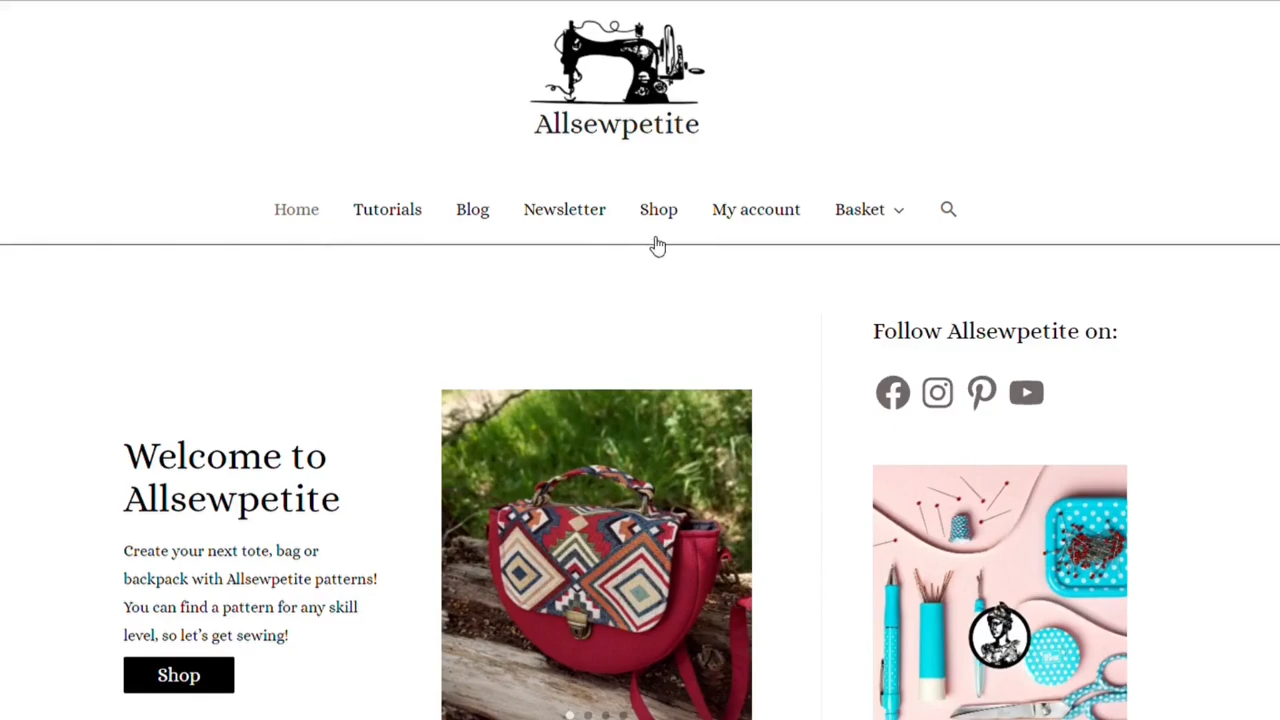 Allsewpetite
Home Tutorials Blog Newsletter Shop My account Basket
Follow Allsewpetite on:
Welcome to
Allsewpetite
Create your next tote, bag or
backpack with Allsewpetite patterns!
You can find a pattern for any skill
level, so let's get sewing!
Shop